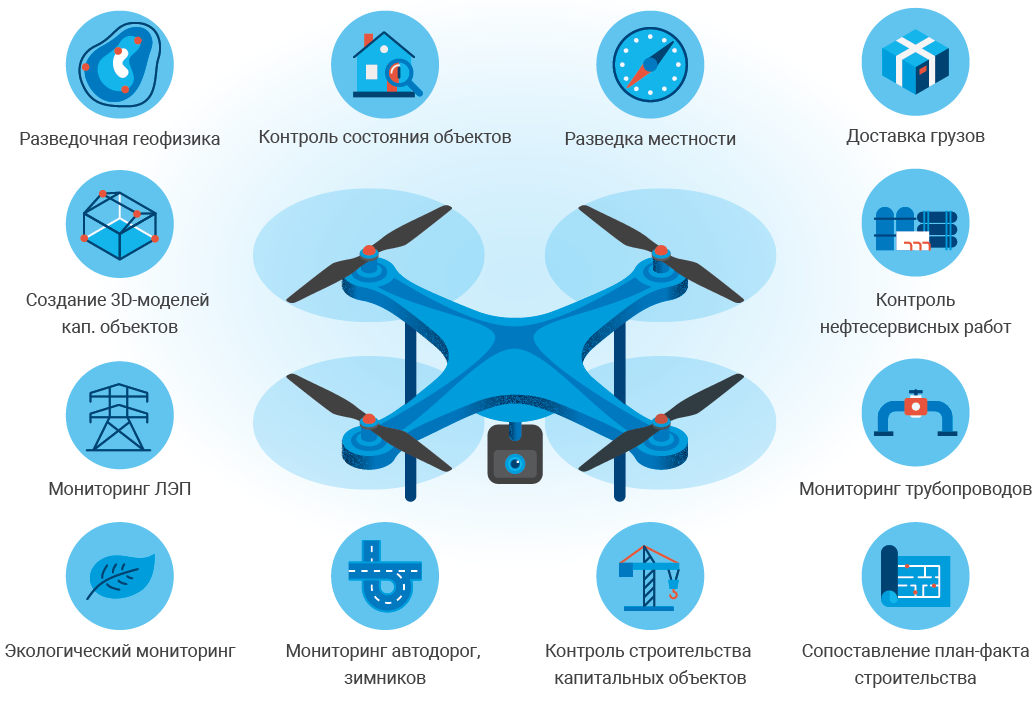 Разведочная геофизика
Контроль состояния объектов
Разведка местности
Доставка грузов
Создание 3D-моделей
кап. объектов
Контроль
нефтесервисных работ
Мониторинг ЛЭП
Мониторинг трубопроводов
Экологический мониторинг
Мониторинг автодорог,
зимников
Контроль строительства
капитальных объектов
Сопоставление план-факта
строительства